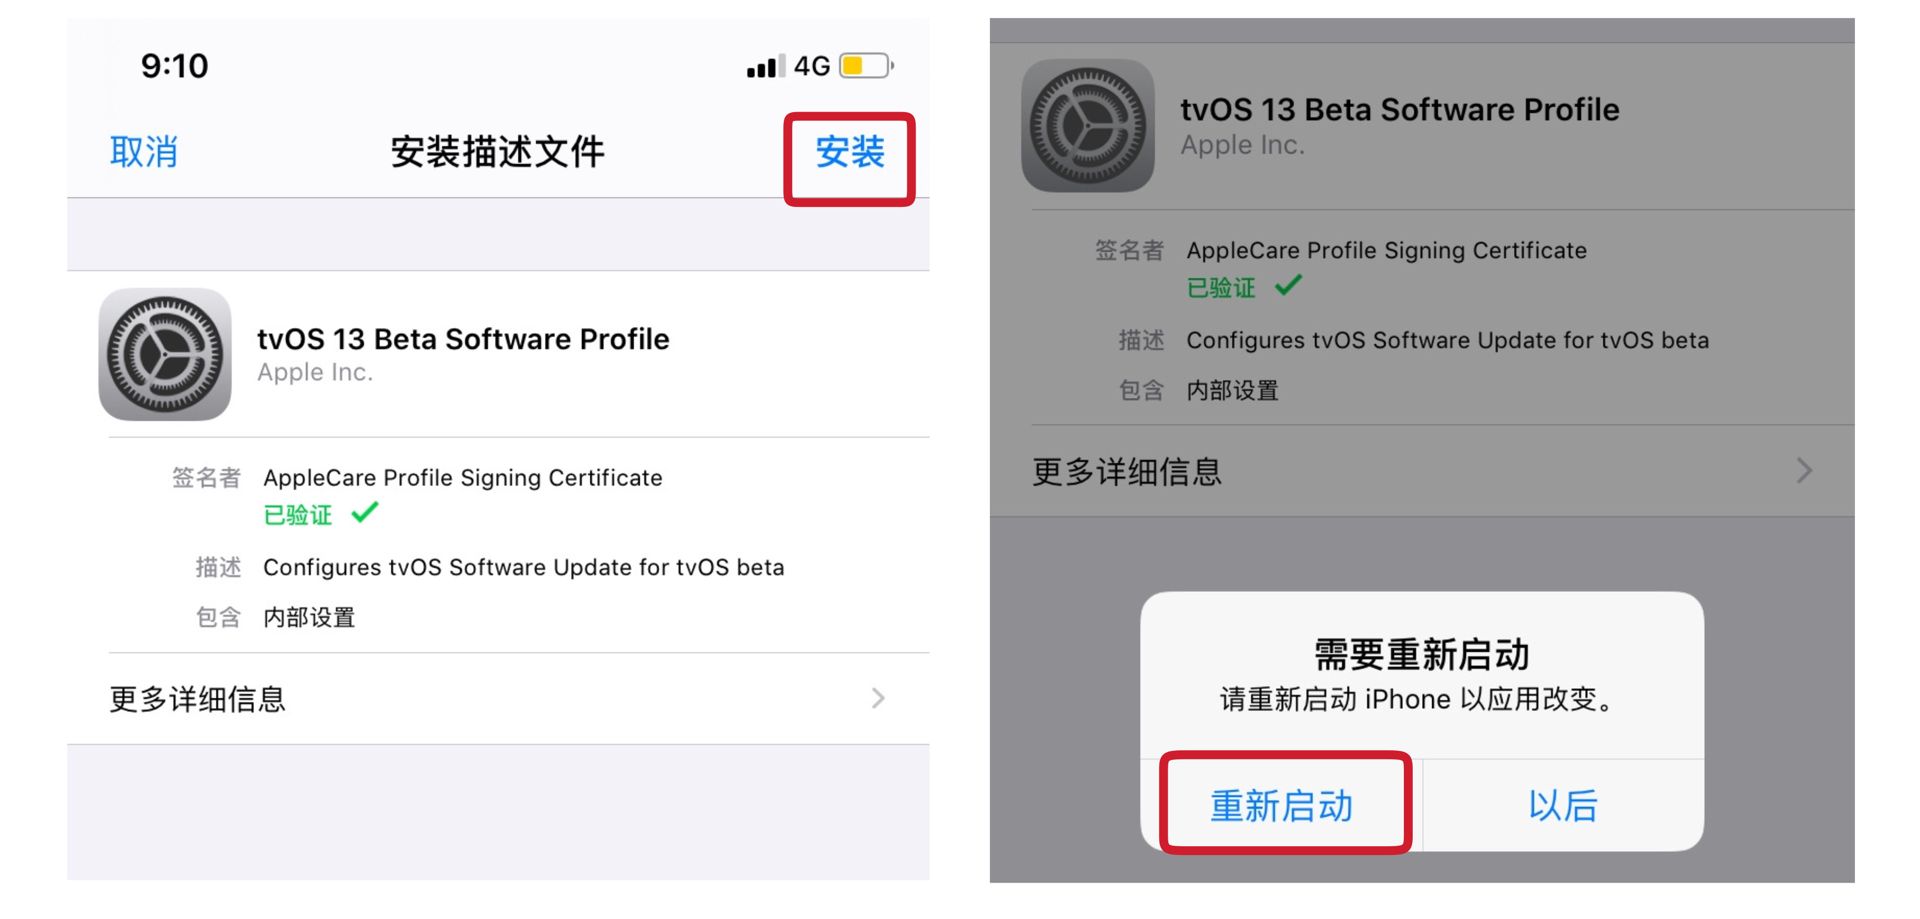 9:10 4G
取消 安装描述文件 安装
tvOS 13 Beta Software Profile
Apple Inc.
签名者 AppleCare Profile Signing Certificate
已验证
描述 Configures tvOS Software Update for tvOS beta
包含 内部设置
更多详细信息
tvOS 13 Beta Software Profile
Apple Inc.
签名者 AppleCare Profile Signing Certificate
已验证
描述 Configures tvOS Software Update for tvOS beta
包含 内部设置
更多详细信息
需要重新启动
请重新启动 iPhone 以应用改变。
重新启动 以后